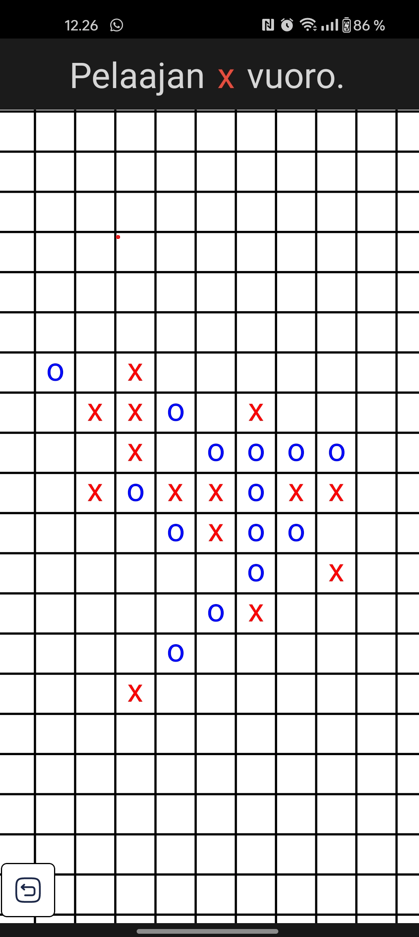 12.26 86 %
Pelaajan x vuoro.
o x
x x o x
x o o o o
x o x x o x x
o x o o
o x
o x
o
x